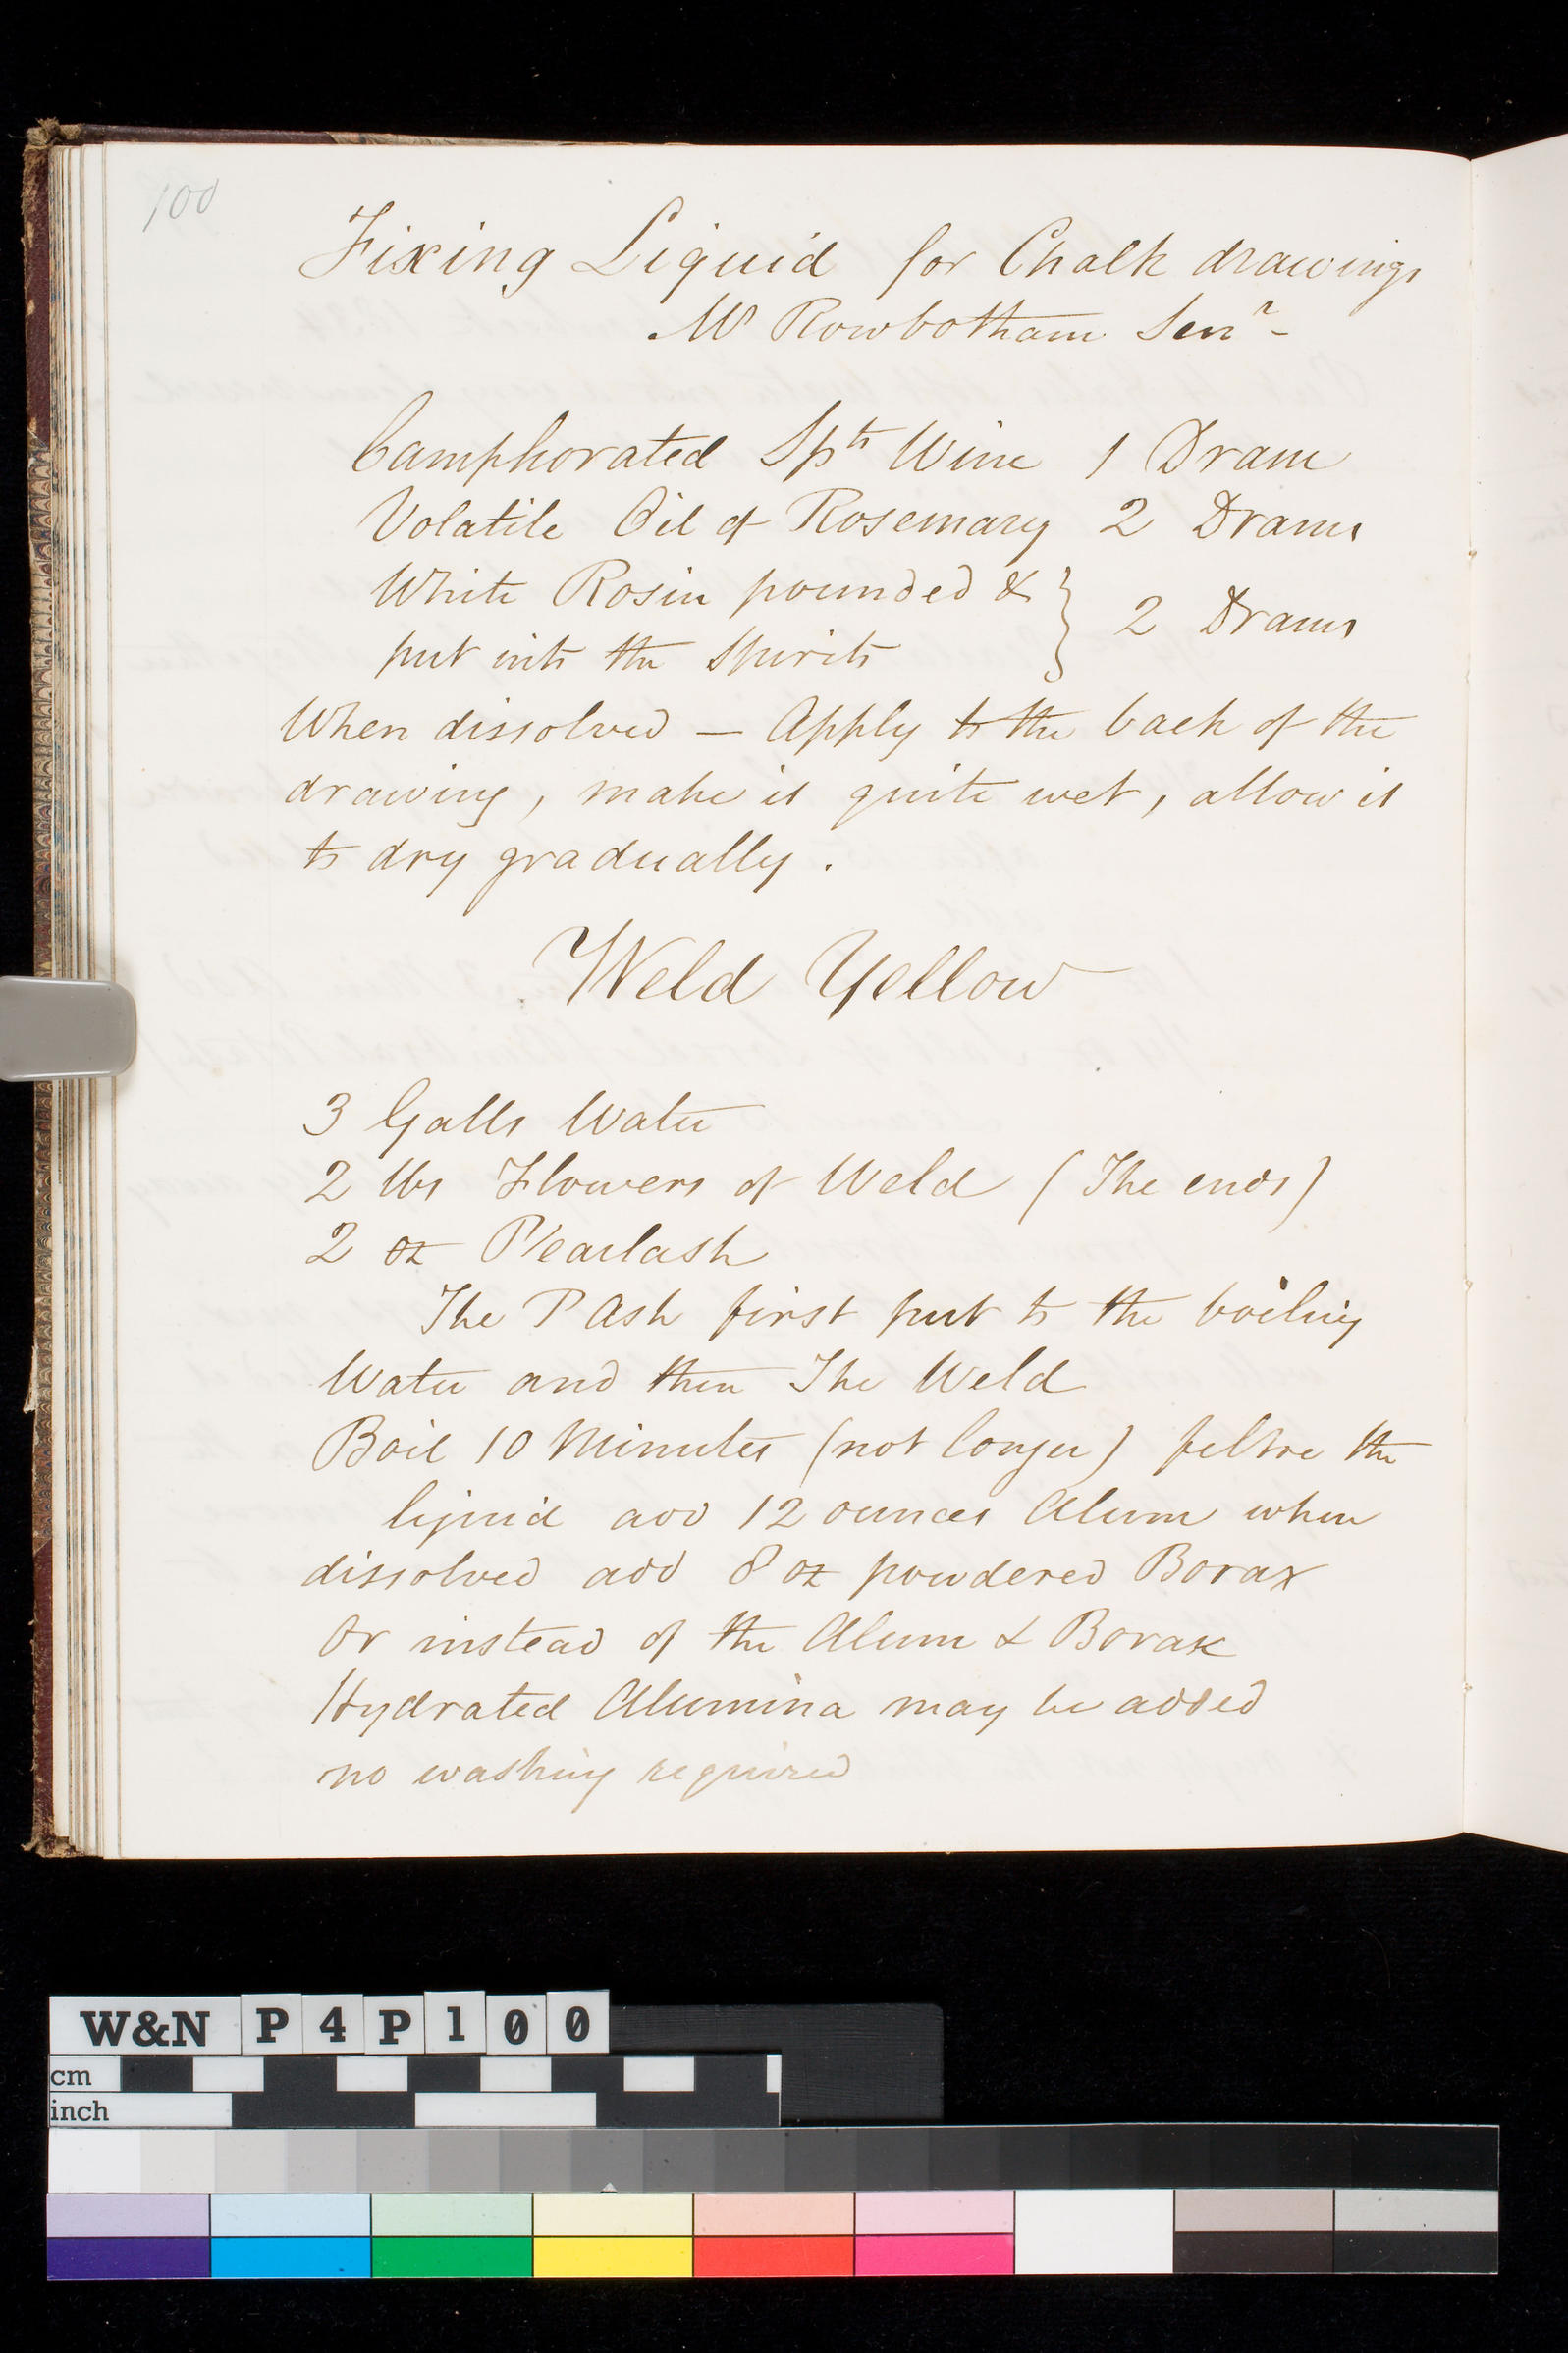 100
Fixing Liquid for Chalk drawings
Mr Rowbotham Senr -
Camphorated Spts Wine 1 Dram
Volatile Oil of Rosemary 2 Drams
White Rosin pounded & } 2 Drams
put into the Spirits
When dissolved — Apply to the back of the
drawing, make it quite wet, allow it
to dry gradually.
Weld Yellow
3 Galls Water
2 lbs Flowers of Weld (The ends)
2 oz P/earlash
The P Ash first put to the boiling
Water and then The Weld
Boil 10 Minutes (not longer) filtre the
liquid add 12 ounces Alum when
dissolved add 8 oz powdered Borax
Or instead of the Alum & Borax
Hydrated Alumina may be added
no washing required
W&N P4P100
cm
inch